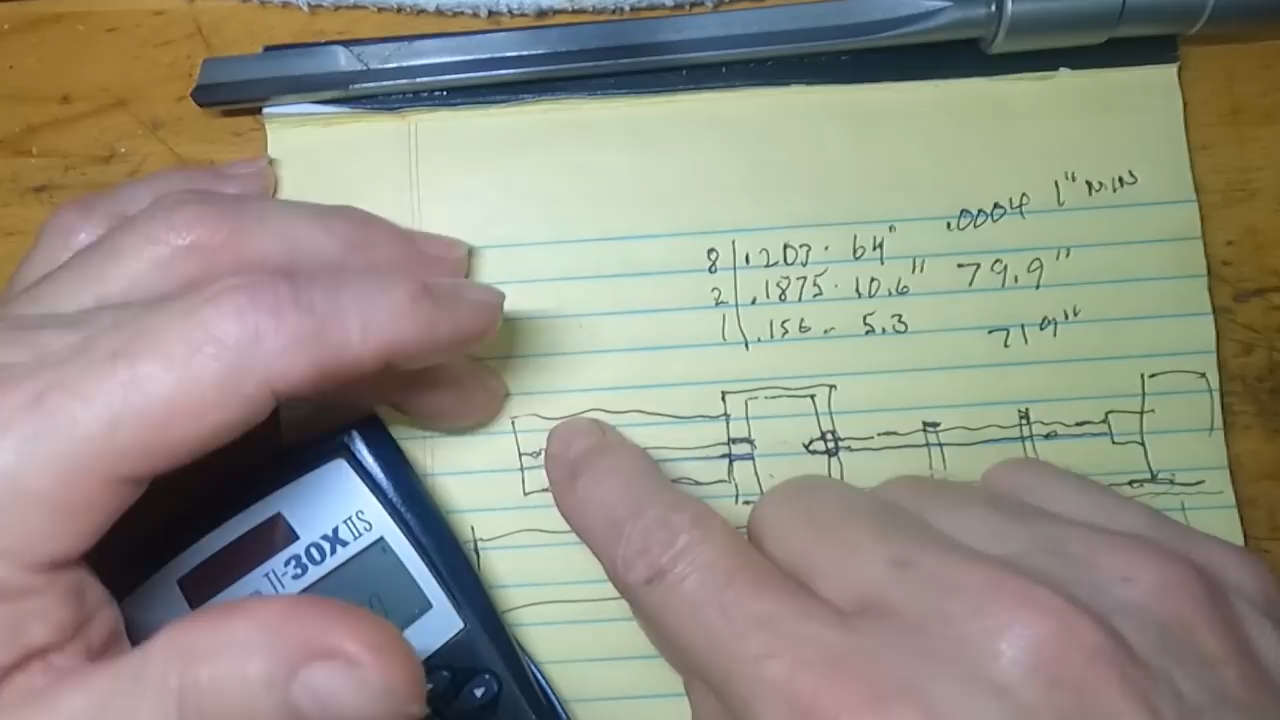 .0004 1" MIN
8 .203 · 64"
2 .1875 · 10.6" 79.9"
1 .156 - 5.3 71.9"
TI-30X IIS